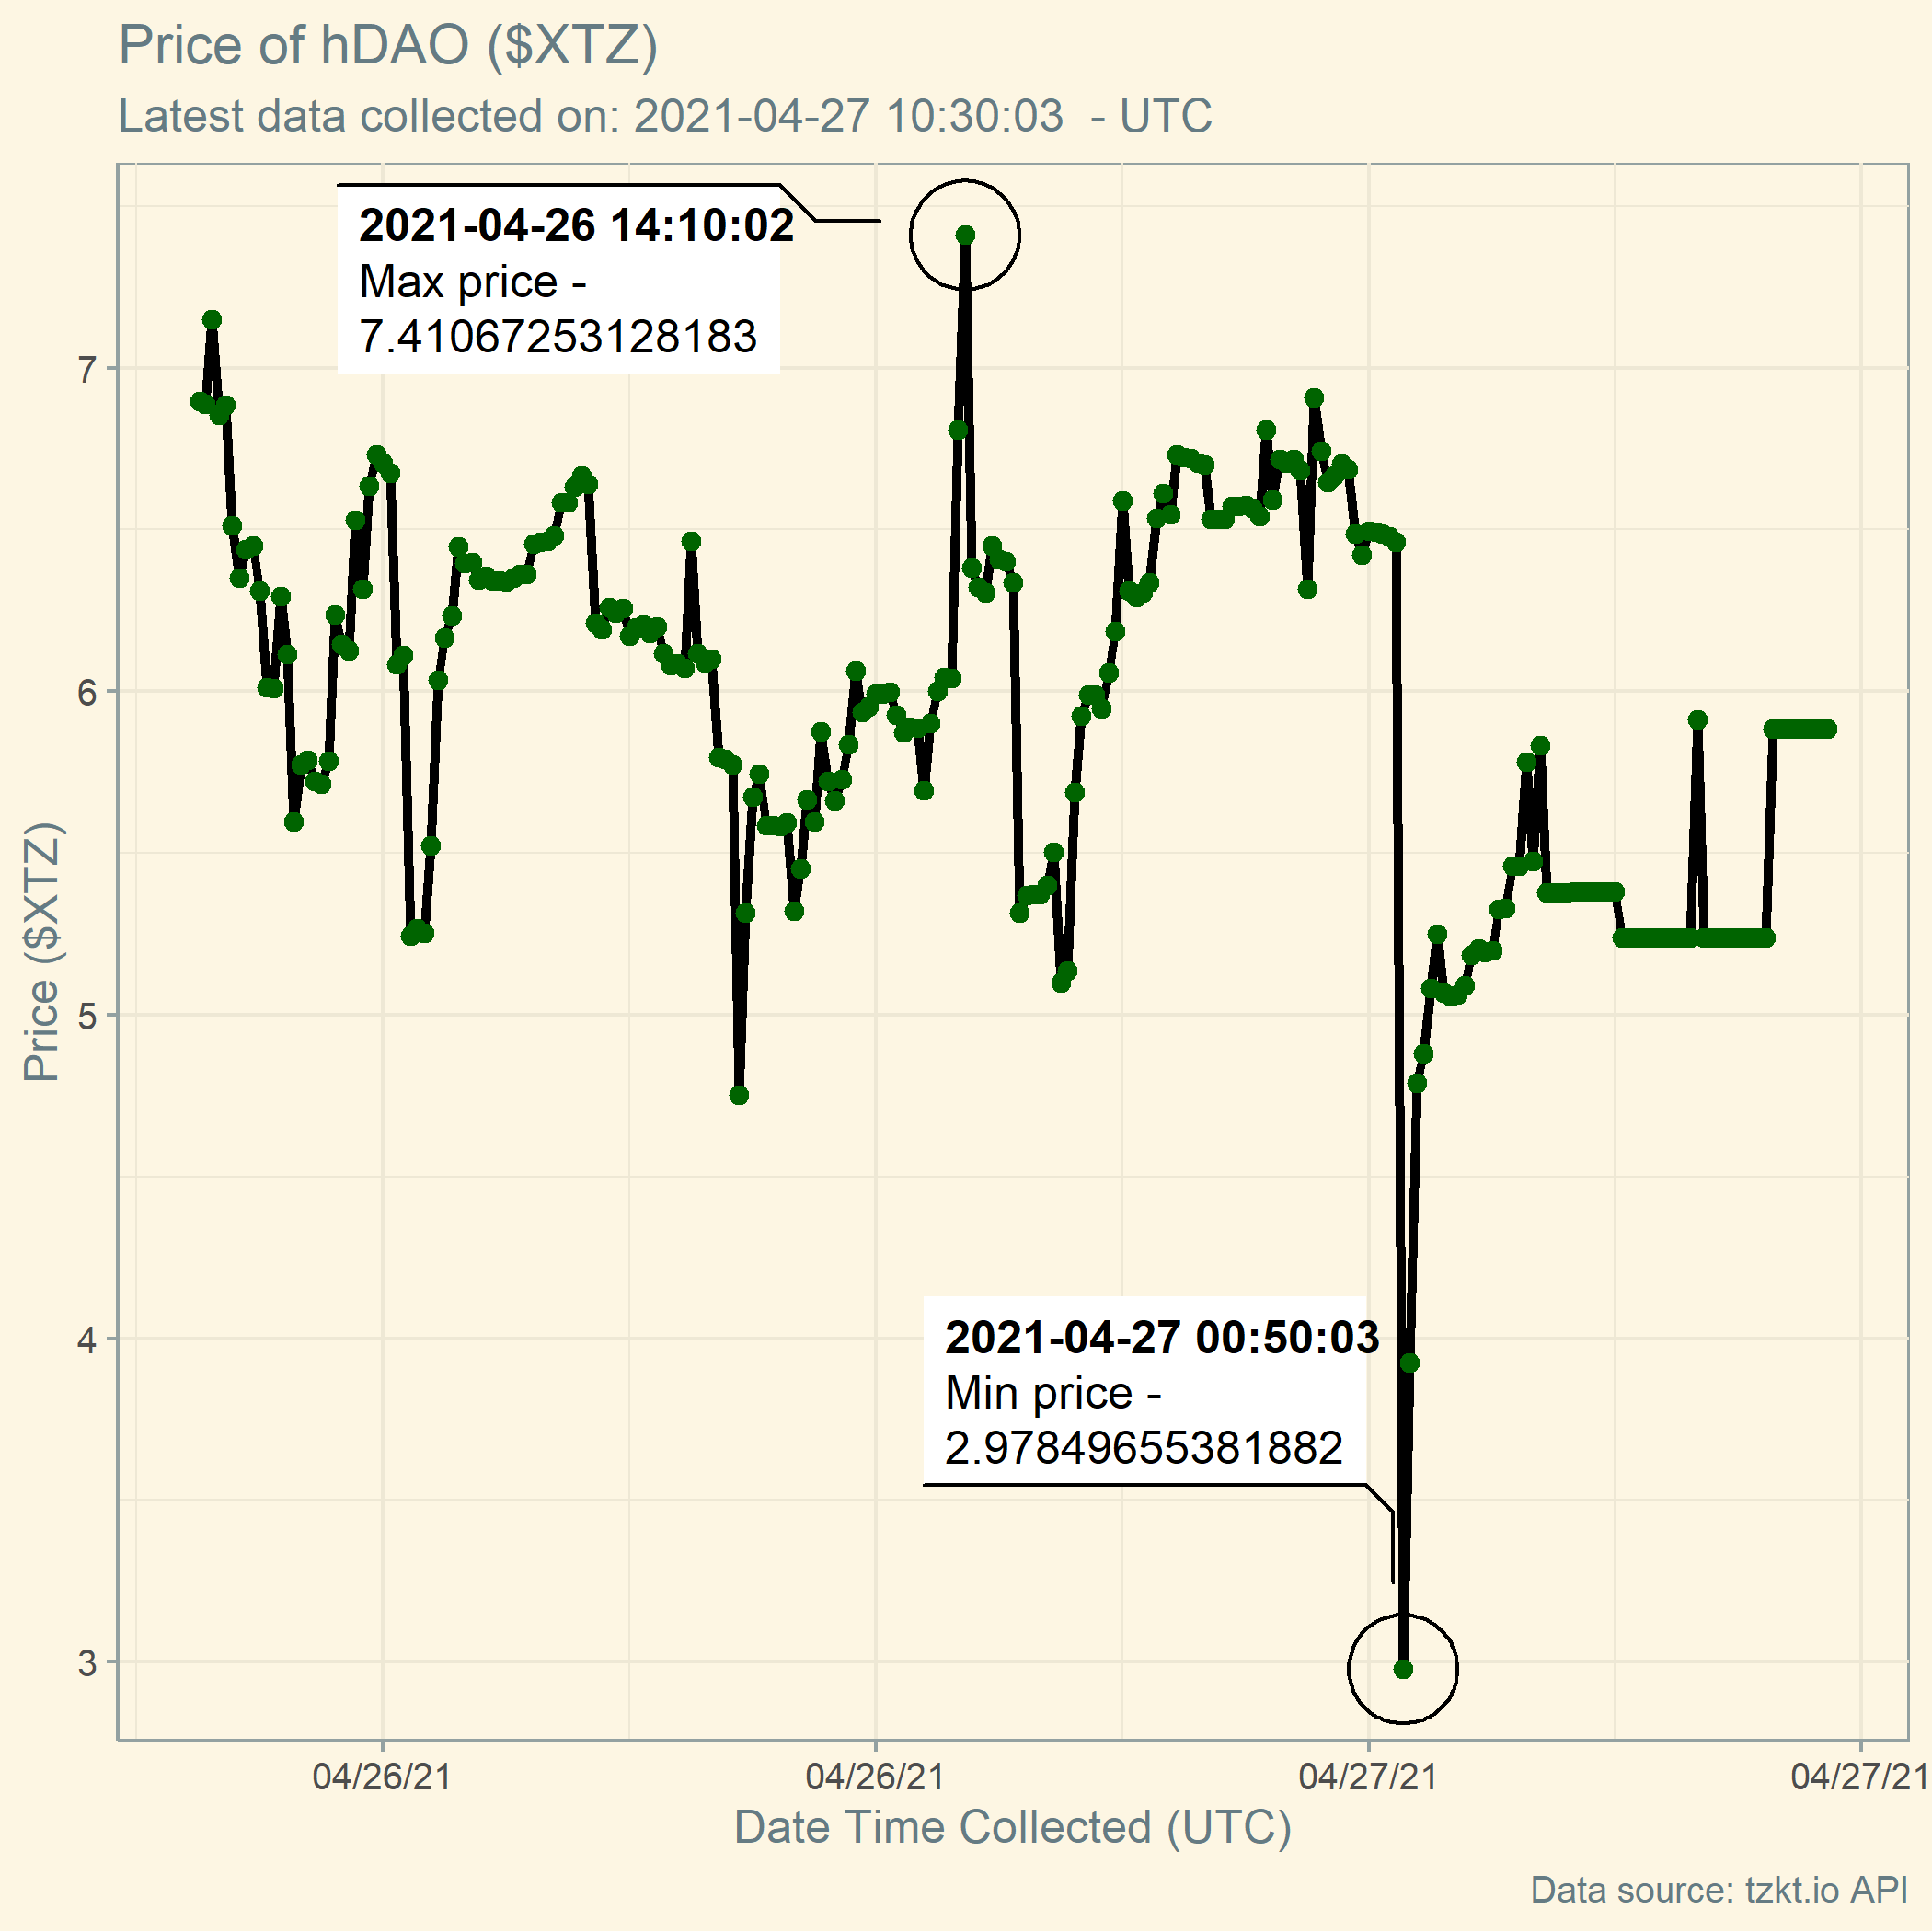 Price of hDAO ($XTZ)
Latest data collected on: 2021-04-27 10:30:03  - UTC
2021-04-26 14:10:02
Max price -
7.41067253128183
7
6
5
4
3
Price ($XTZ)
2021-04-27 00:50:03
Min price -
2.97849655381882
04/26/21
04/26/21
04/27/21
04/27/21
Date Time Collected (UTC)
Data source: tzkt.io API